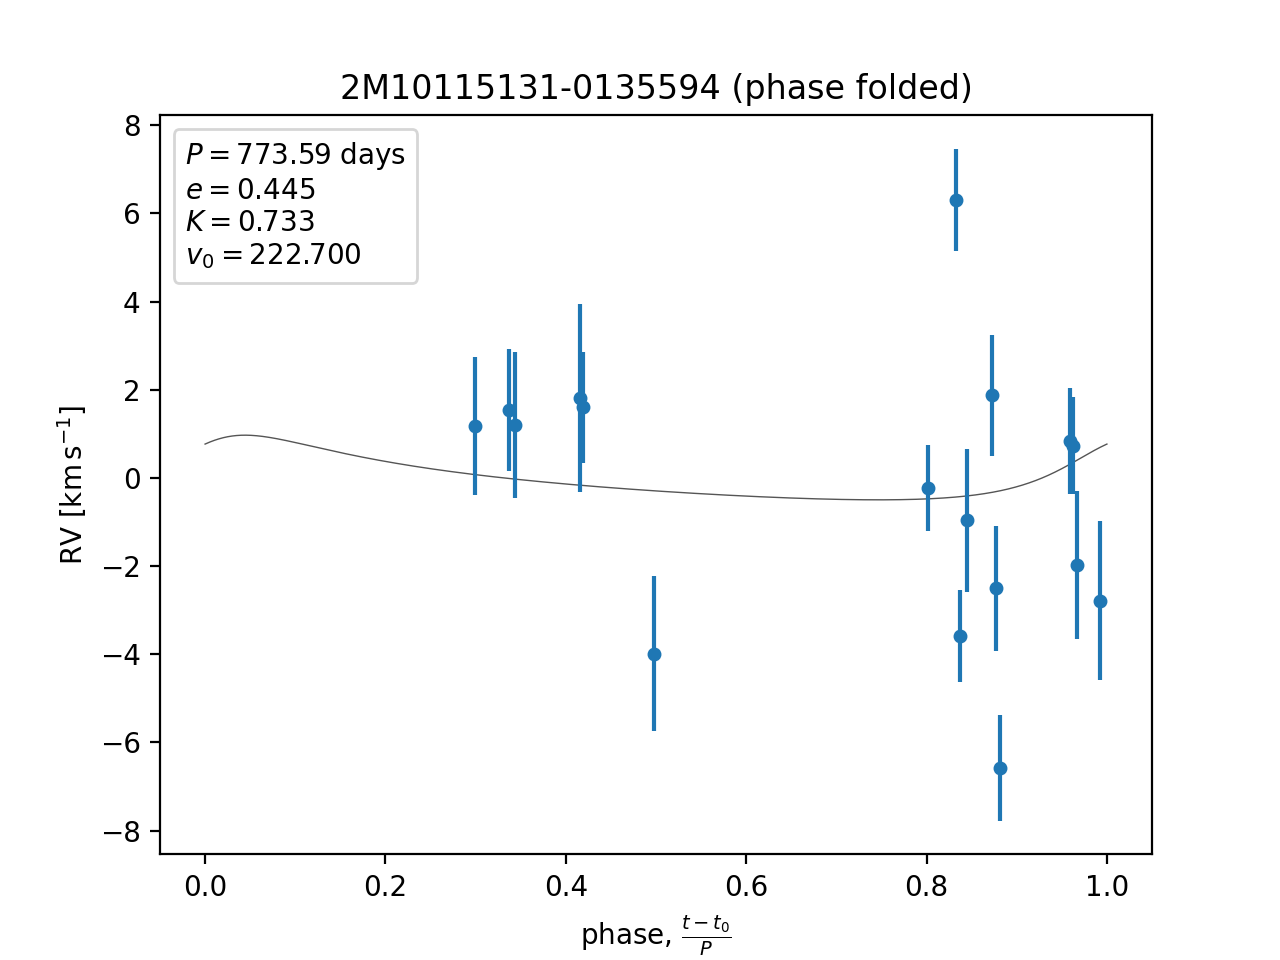 2M10115131-0135594 (phase folded)
P = 773.59 days
e = 0.445
K = 0.733
v₀ = 222.700
8
6
4
2
0
−2
−4
−6
−8
RV [km s⁻¹]
0.0 0.2 0.4 0.6 0.8 1.0
phase, (t − t₀)/P